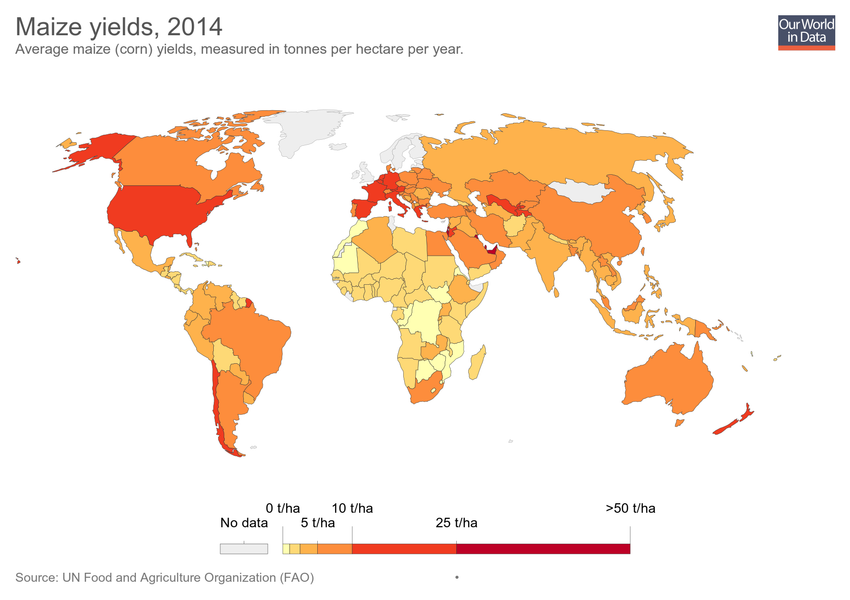 Maize yields, 2014
Average maize (corn) yields, measured in tonnes per hectare per year.
Our World
in Data
0 t/ha 10 t/ha >50 t/ha
No data 5 t/ha 25 t/ha
Source: UN Food and Agriculture Organization (FAO) •